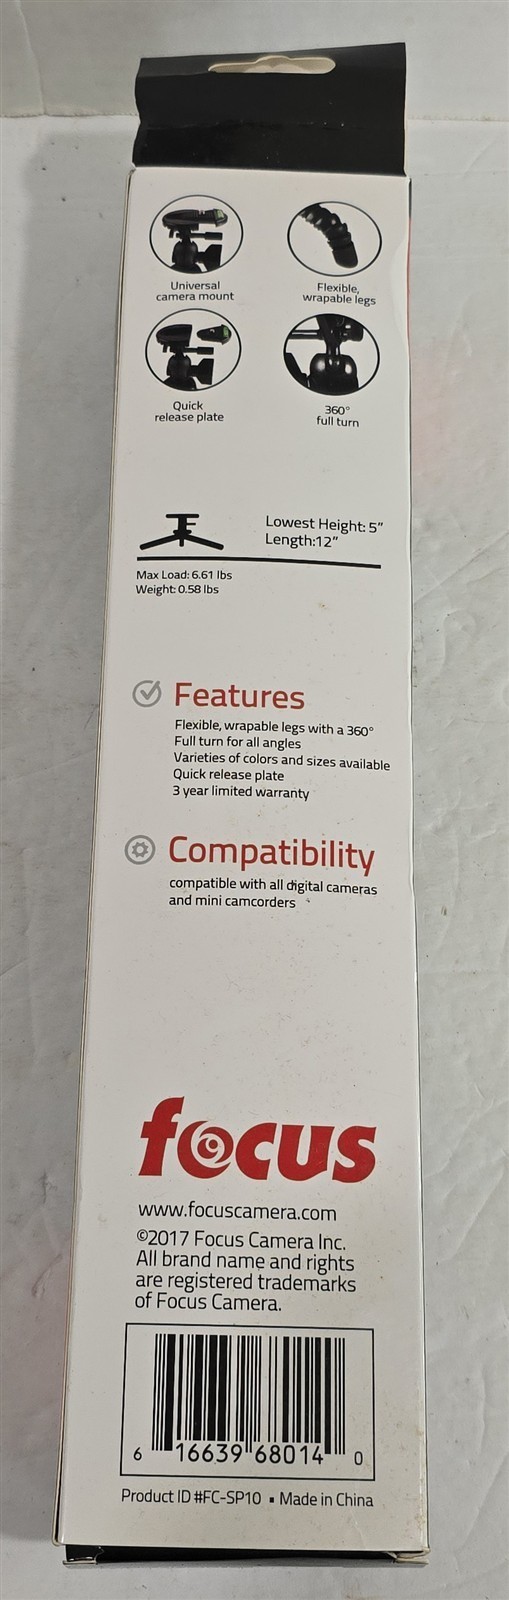 Universal
camera mount
Flexible,
wrapable legs
Quick
release plate
360°
full turn
Lowest Height: 5”
Length:12”
Max Load: 6.61 lbs
Weight: 0.58 lbs
Features
Flexible, wrapable legs with a 360°
Full turn for all angles
Varieties of colors and sizes available
Quick release plate
3 year limited warranty
Compatibility
compatible with all digital cameras
and mini camcorders
focus
www.focuscamera.com
©2017 Focus Camera Inc.
All brand name and rights
are registered trademarks
of Focus Camera.
6 16639 68014 0
Product ID #FC-SP10 ▪ Made in China